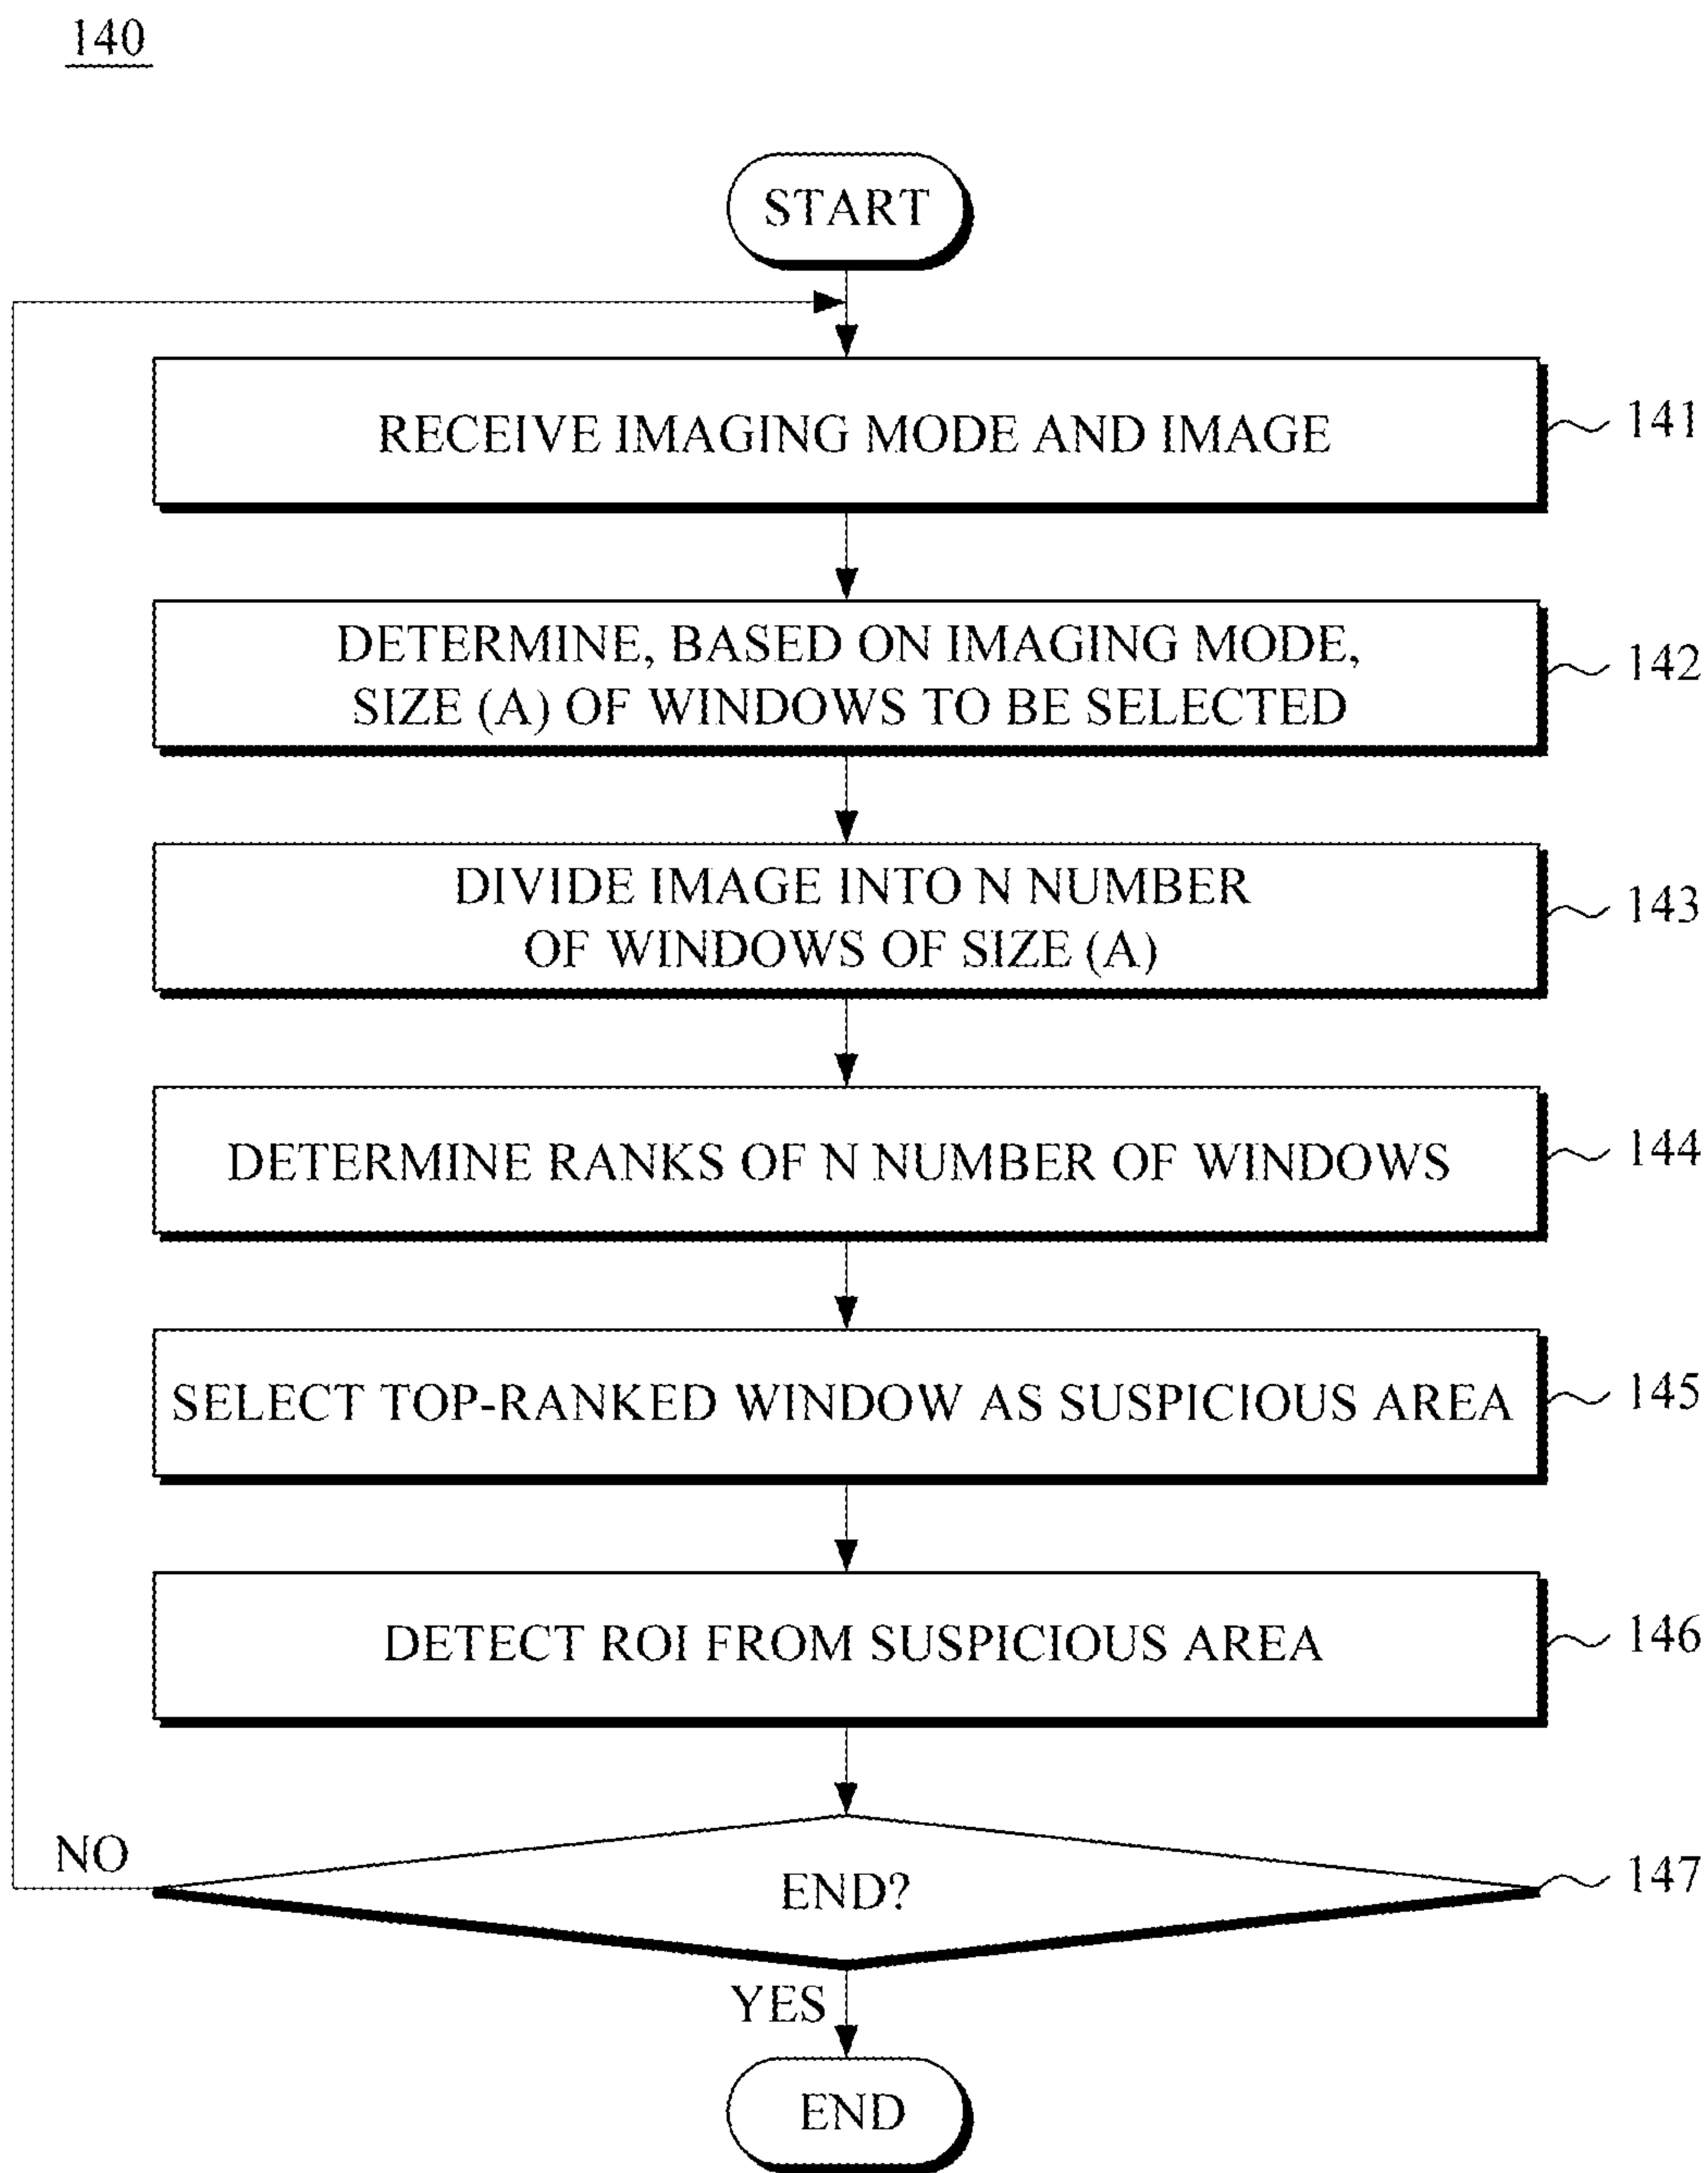 140
START
RECEIVE IMAGING MODE AND IMAGE
141
DETERMINE, BASED ON IMAGING MODE,
SIZE (A) OF WINDOWS TO BE SELECTED
142
DIVIDE IMAGE INTO N NUMBER
OF WINDOWS OF SIZE (A)
143
DETERMINE RANKS OF N NUMBER OF WINDOWS
144
SELECT TOP-RANKED WINDOW AS SUSPICIOUS AREA
145
DETECT ROI FROM SUSPICIOUS AREA
146
NO
END?
147
YES
END